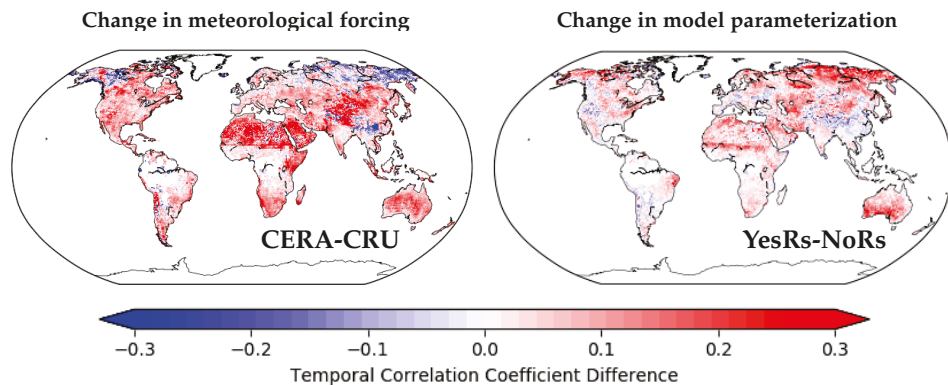 Change in meteorological forcing
Change in model parameterization
CERA-CRU
YesRs-NoRs
−0.3 −0.2 −0.1 0.0 0.1 0.2 0.3
Temporal Correlation Coefficient Difference